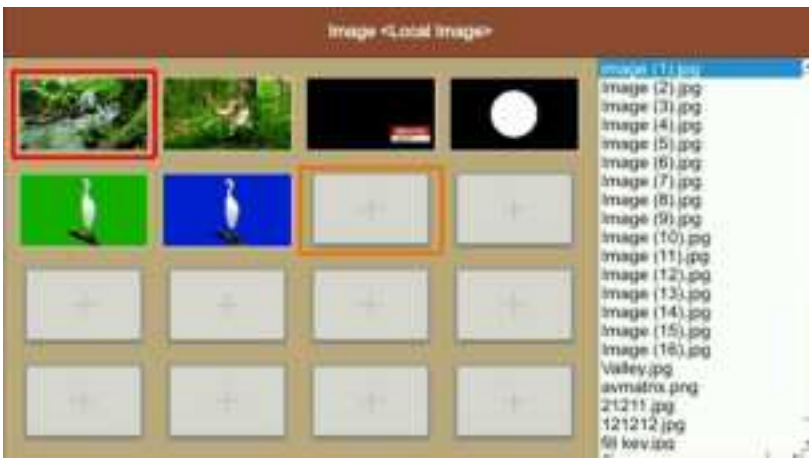 Image <Local Image>
Image (1).jpg
Image (2).jpg
Image (3).jpg
Image (4).jpg
Image (5).jpg
Image (6).jpg
Image (7).jpg
Image (8).jpg
Image (9).jpg
Image (10).jpg
Image (11).jpg
Image (12).jpg
Image (13).jpg
Image (14).jpg
Image (15).jpg
Image (16).jpg
Valley.jpg
avmatrix.png
21211.jpg
121212.jpg
fill key.jpg